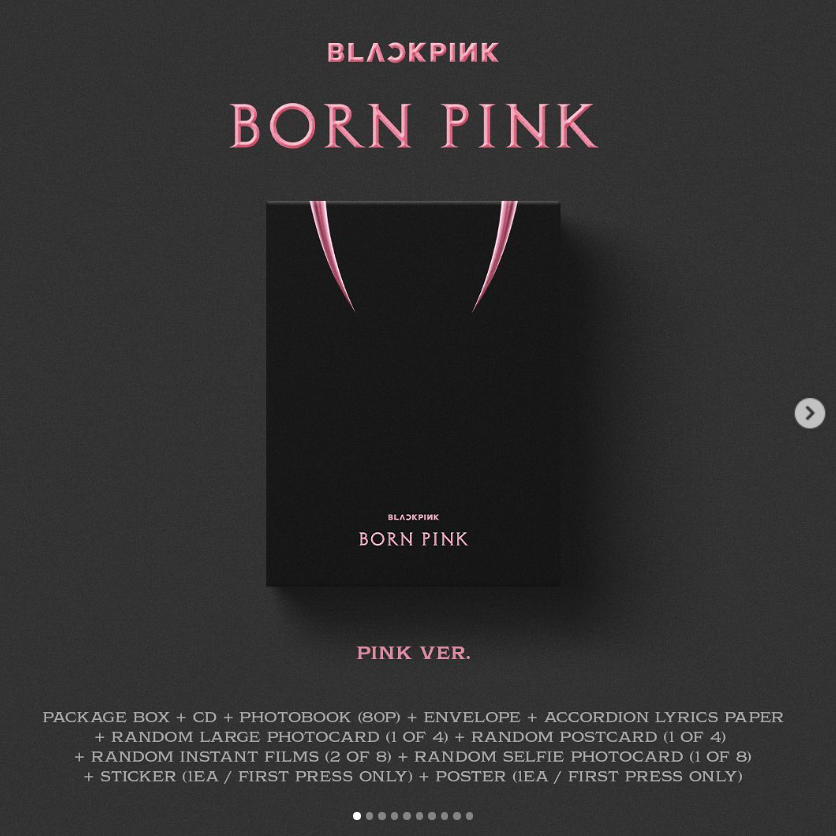 BLACKPINK
BORN PINK
BLACKPINK
BORN PINK
PINK VER.
PACKAGE BOX + CD + PHOTOBOOK (80P) + ENVELOPE + ACCORDION LYRICS PAPER
+ RANDOM LARGE PHOTOCARD (1 OF 4) + RANDOM POSTCARD (1 OF 4)
+ RANDOM INSTANT FILMS (2 OF 8) + RANDOM SELFIE PHOTOCARD (1 OF 8)
+ STICKER (1EA / FIRST PRESS ONLY) + POSTER (1EA / FIRST PRESS ONLY)